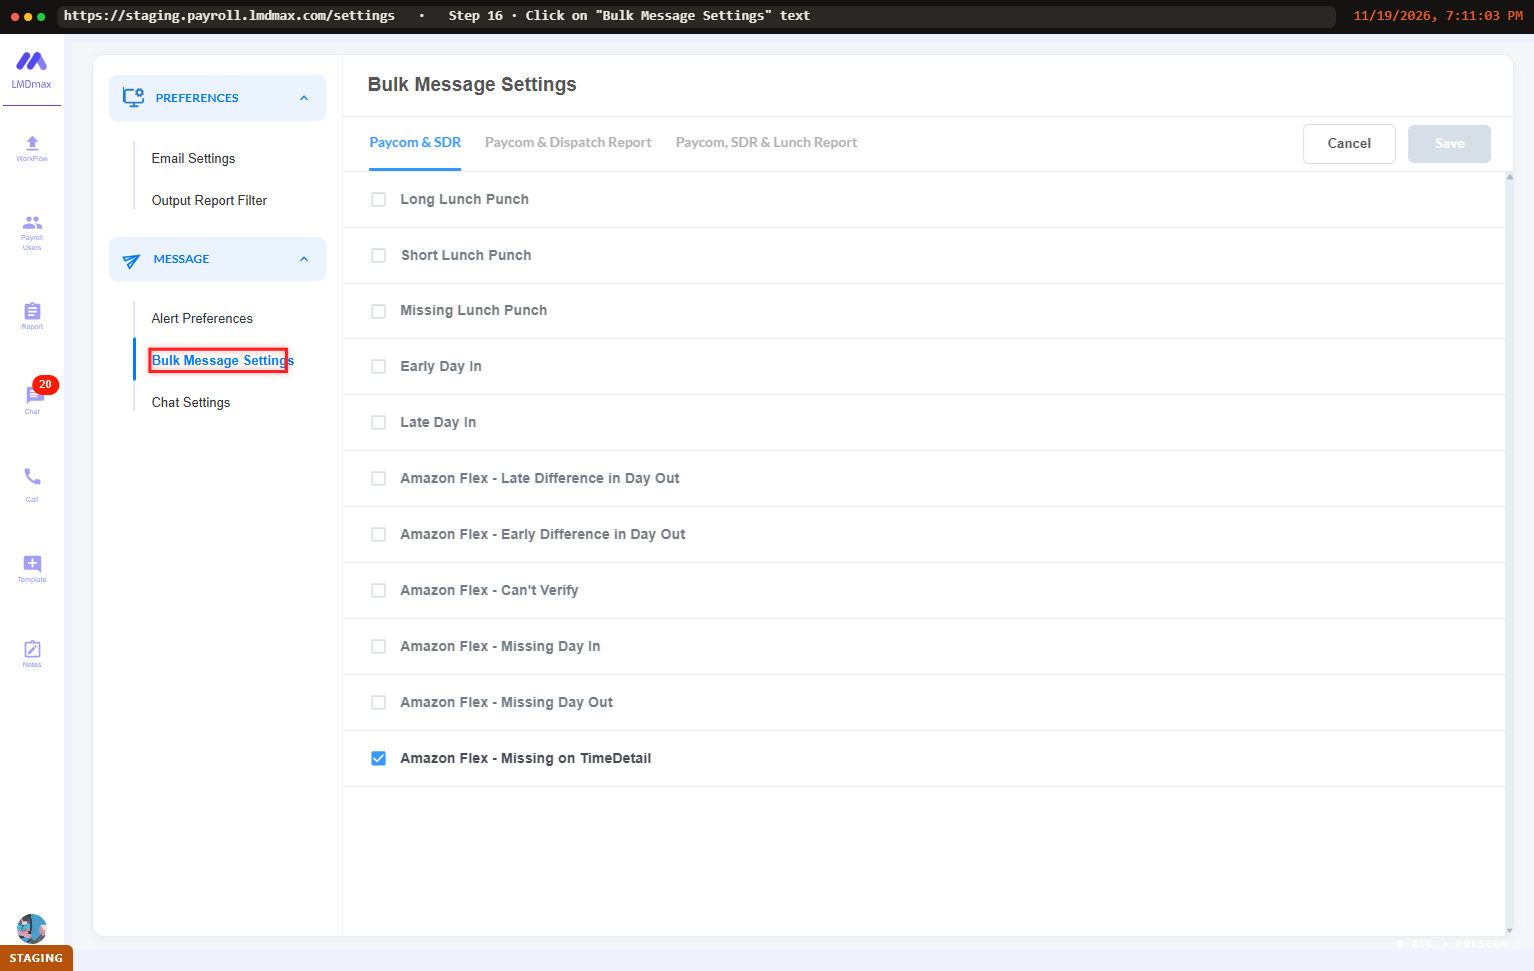 https://staging.payroll.lmdmax.com/settings • Step 16 · Click on "Bulk Message Settings" text
11/19/2026, 7:11:03 PM
LMDmax
WorkFlow
Payroll
Users
Report
20
Chat
Call
Template
Notes
STAGING
PREFERENCES
Email Settings
Output Report Filter
MESSAGE
Alert Preferences
Bulk Message Settings
Chat Settings
Bulk Message Settings
Paycom & SDR
Paycom & Dispatch Report
Paycom, SDR & Lunch Report
Cancel
Save
Long Lunch Punch
Short Lunch Punch
Missing Lunch Punch
Early Day In
Late Day In
Amazon Flex - Late Difference in Day Out
Amazon Flex - Early Difference in Day Out
Amazon Flex - Can't Verify
Amazon Flex - Missing Day In
Amazon Flex - Missing Day Out
Amazon Flex - Missing on TimeDetail
REC · PULSEQA